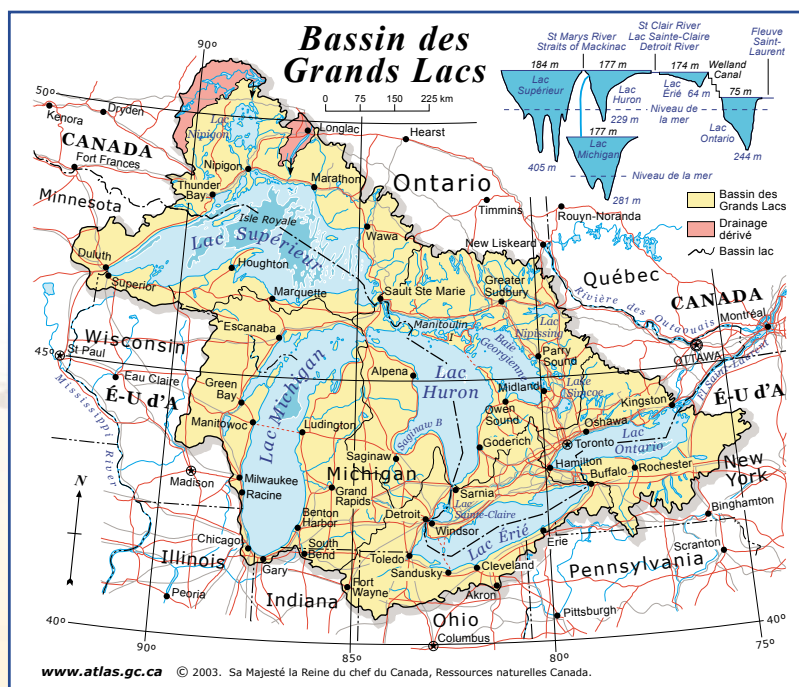 Bassin des
Grands Lacs
0 75 150 225 km
90°
50°
St Marys River
Straits of Mackinac
St Clair River
Lac Sainte-Claire
Detroit River
Welland
Canal
Fleuve
Saint-
Laurent
184 m
177 m
174 m
75 m
Lac
Supérieur
Lac
Huron
229 m
Lac
Érié
64 m
Niveau de
la mer
Lac
Ontario
244 m
405 m
177 m
Lac
Michigan
Niveau de la mer
281 m
Bassin des
Grands Lacs
Drainage
dérivé
Bassin lac
Kenora
Dryden
Lac
Nipigon
Longlac
Hearst
CANADA
Fort Frances
Nipigon
Thunder
Bay
Marathon
Ontario
Minnesota
Isle Royale
Lac Supérieur
Wawa
Timmins
Rouyn-Noranda
New Liskeard
Duluth
Superior
Houghton
Marquette
Sault Ste Marie
Greater
Sudbury
Québec
CANADA
Rivière des Outaouais
Montréal
Wisconsin
Escanaba
Manitoulin
Baie
Georgienne
Lac
Nipissing
45°
St Paul
Parry
Sound
OTTAWA
Fl Saint-Laurent
Eau Claire
Green
Bay
Lac Michigan
Alpena
Lac
Huron
Midland
Lake
Simcoe
Kingston
É-U d'A
É-U d'A
Mississippi River
Manitowoc
Ludington
Owen
Sound
Oshawa
Saginaw B
Saginaw
Goderich
Toronto
Lac
Ontario
Michigan
Hamilton
Buffalo
Rochester
New
York
N
Madison
Milwaukee
Racine
Grand
Rapids
Sarnia
Lac
Sainte-Claire
Benton
Harbor
Detroit
Windsor
Binghamton
Chicago
South
Bend
Toledo
Lac Érié
Erie
Scranton
Illinois
Gary
Sandusky
Cleveland
Pennsylvania
Peoria
Indiana
Fort
Wayne
Akron
Ohio
Pittsburgh
Columbus
40°
90°
85°
80°
75°
40°
www.atlas.gc.ca © 2003. Sa Majesté la Reine du chef du Canada, Ressources naturelles Canada.